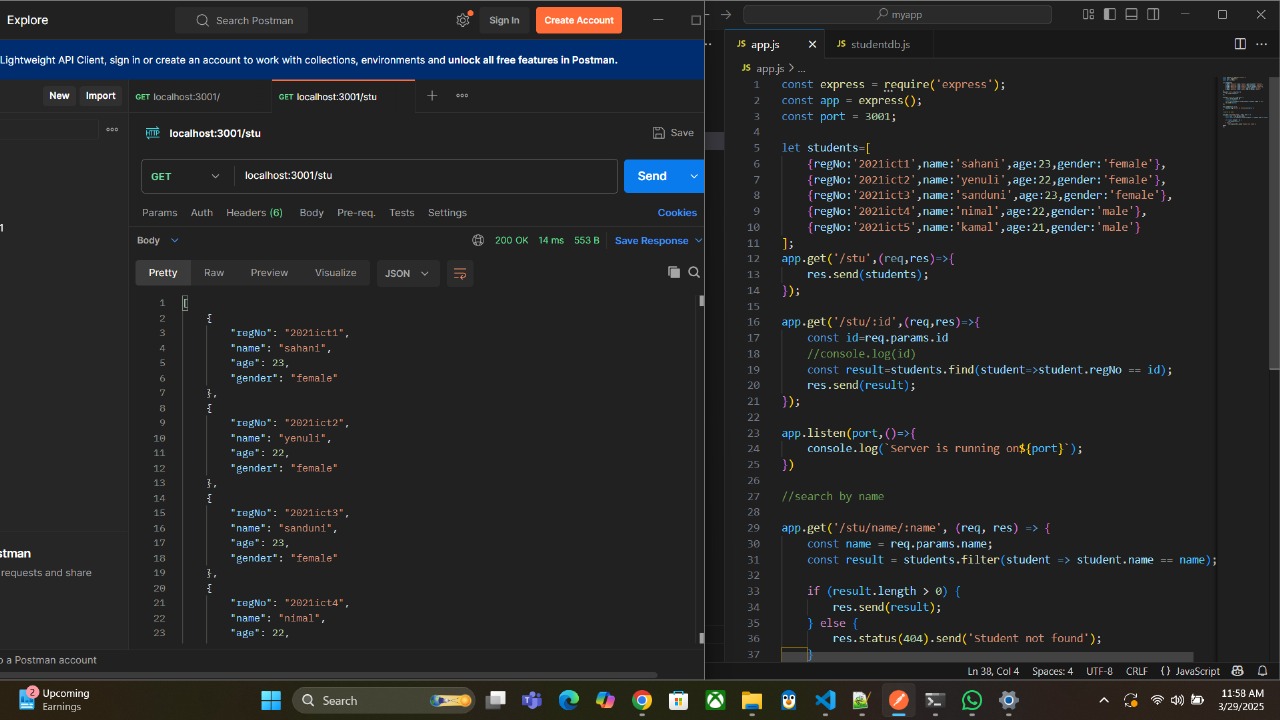 Explore
Search Postman
Sign In
Create Account
Lightweight API Client, sign in or create an account to work with collections, environments and unlock all free features in Postman.
New
Import
GET localhost:3001/
GET localhost:3001/stu
HTTP localhost:3001/stu
Save
GET
localhost:3001/stu
Send
Params
Auth
Headers (6)
Body
Pre-req.
Tests
Settings
Cookies
Body
200 OK 14 ms 553 B
Save Response
Pretty
Raw
Preview
Visualize
JSON
1 [
2 {
3 "regNo": "2021ict1",
4 "name": "sahani",
5 "age": 23,
6 "gender": "female"
7 },
8 {
9 "regNo": "2021ict2",
10 "name": "yenuli",
11 "age": 22,
12 "gender": "female"
13 },
14 {
15 "regNo": "2021ict3",
16 "name": "sanduni",
17 "age": 23,
18 "gender": "female"
19 },
20 {
21 "regNo": "2021ict4",
22 "name": "nimal",
23 "age": 22,
1
stman
requests and share
o a Postman account
myapp
JS app.js
JS studentdb.js
JS app.js > ...
1 const express = require('express');
2 const app = express();
3 const port = 3001;
4
5 let students=[
6 {regNo:'2021ict1',name:'sahani',age:23,gender:'female'},
7 {regNo:'2021ict2',name:'yenuli',age:22,gender:'female'},
8 {regNo:'2021ict3',name:'sanduni',age:23,gender:'female'},
9 {regNo:'2021ict4',name:'nimal',age:22,gender:'male'},
10 {regNo:'2021ict5',name:'kamal',age:21,gender:'male'}
11 ];
12 app.get('/stu',(req,res)=>{
13 res.send(students);
14 });
15
16 app.get('/stu/:id',(req,res)=>{
17 const id=req.params.id
18 //console.log(id)
19 const result=students.find(student=>student.regNo == id);
20 res.send(result);
21 });
22
23 app.listen(port,()=>{
24 console.log(`Server is running on${port}`);
25 })
26
27 //search by name
28
29 app.get('/stu/name/:name', (req, res) => {
30 const name = req.params.name;
31 const result = students.filter(student => student.name == name);
32
33 if (result.length > 0) {
34 res.send(result);
35 } else {
36 res.status(404).send('Student not found');
37 }
Ln 38, Col 4
Spaces: 4
UTF-8
CRLF
{} JavaScript
2
Upcoming
Earnings
Search
11:58 AM
3/29/2025